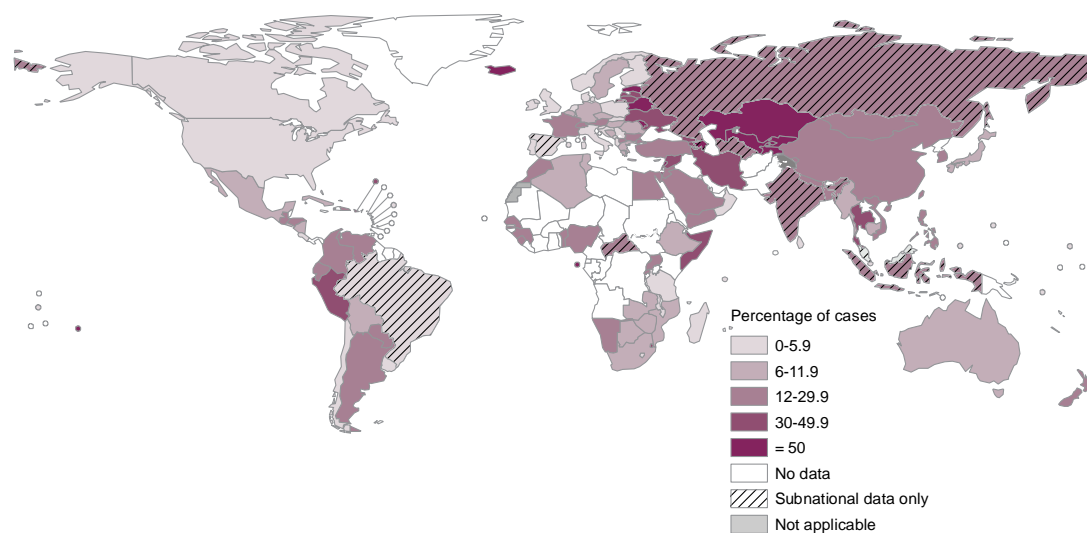 Percentage of cases
0-5.9
6-11.9
12-29.9
30-49.9
= 50
No data
Subnational data only
Not applicable